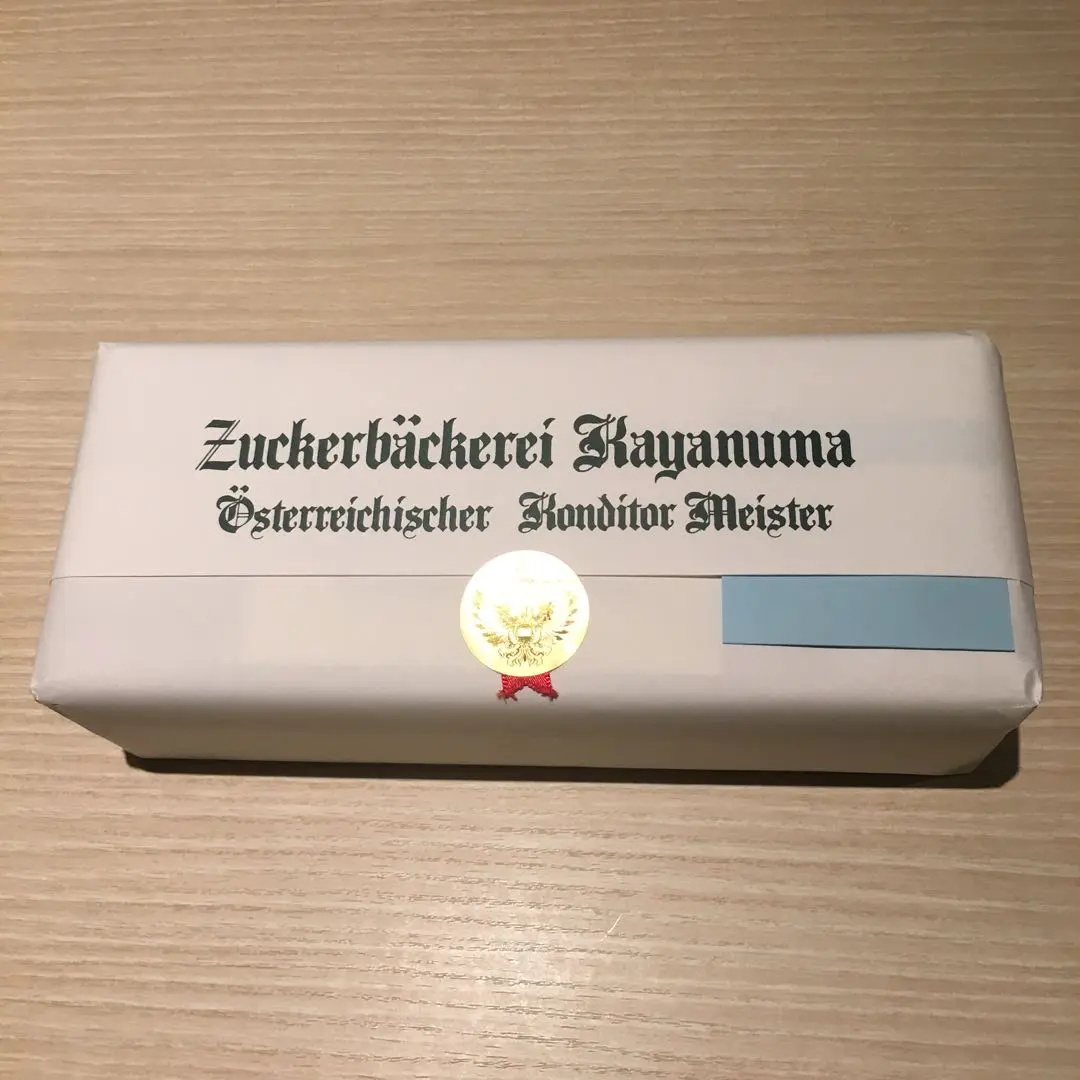 Zuckerbäckerei Kayanuma
Österreichischer Konditor Meister